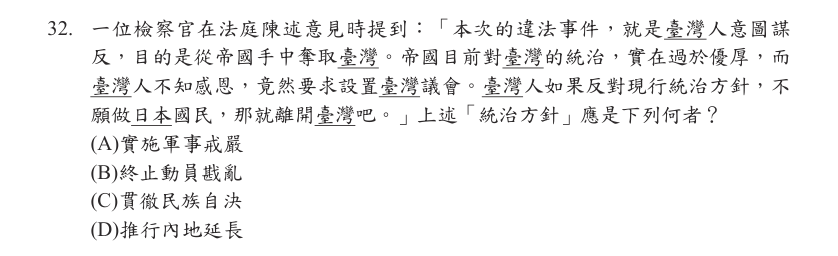 32. 一位檢察官在法庭陳述意見時提到：「本次的違法事件，就是臺灣人意圖謀
反，目的是從帝國手中奪取臺灣。帝國目前對臺灣的統治，實在過於優厚，而
臺灣人不知感恩，竟然要求設置臺灣議會。臺灣人如果反對現行統治方針，不
願做日本國民，那就離開臺灣吧。」上述「統治方針」應是下列何者？
(A)實施軍事戒嚴
(B)終止動員戡亂
(C)貫徹民族自決
(D)推行內地延長